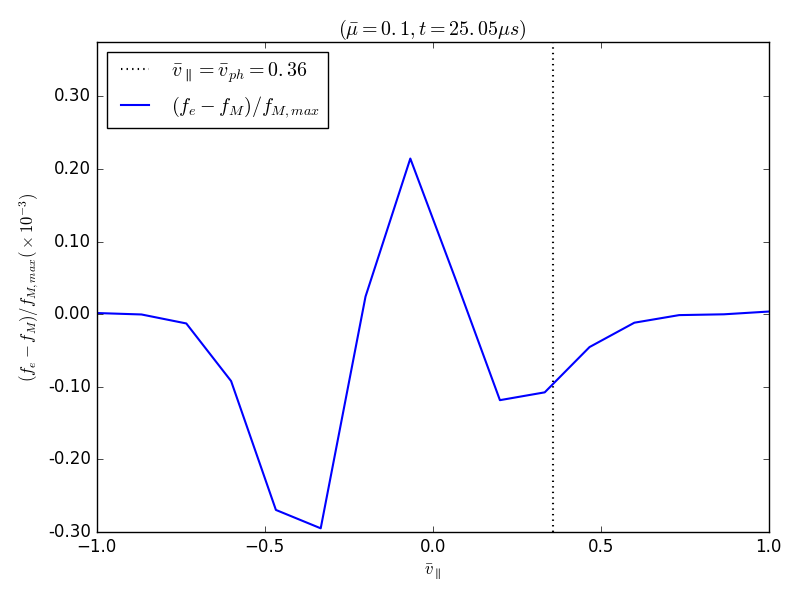 (μ̄ = 0.1, t = 25.05μs)
v̄∥ = v̄ph = 0.36
(fe − fM)/fM,max
0.30
0.20
0.10
0.00
-0.10
-0.20
-0.30
(fe − fM)/fM,max(×10⁻³)
−1.0 −0.5 0.0 0.5 1.0
v̄∥